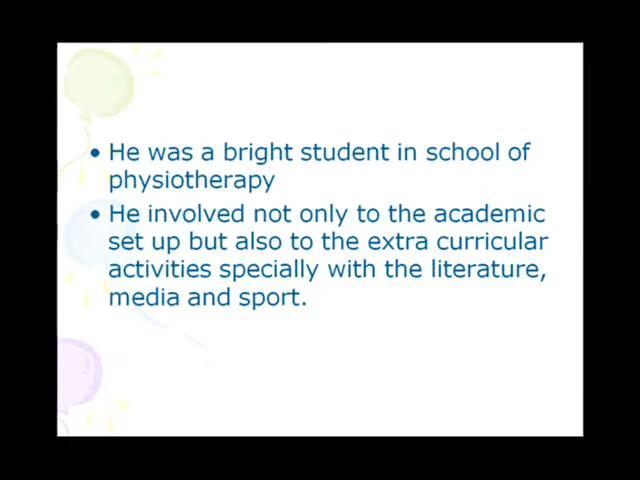 • He was a bright student in school of
physiotherapy
• He involved not only to the academic
set up but also to the extra curricular
activities specially with the literature,
media and sport.